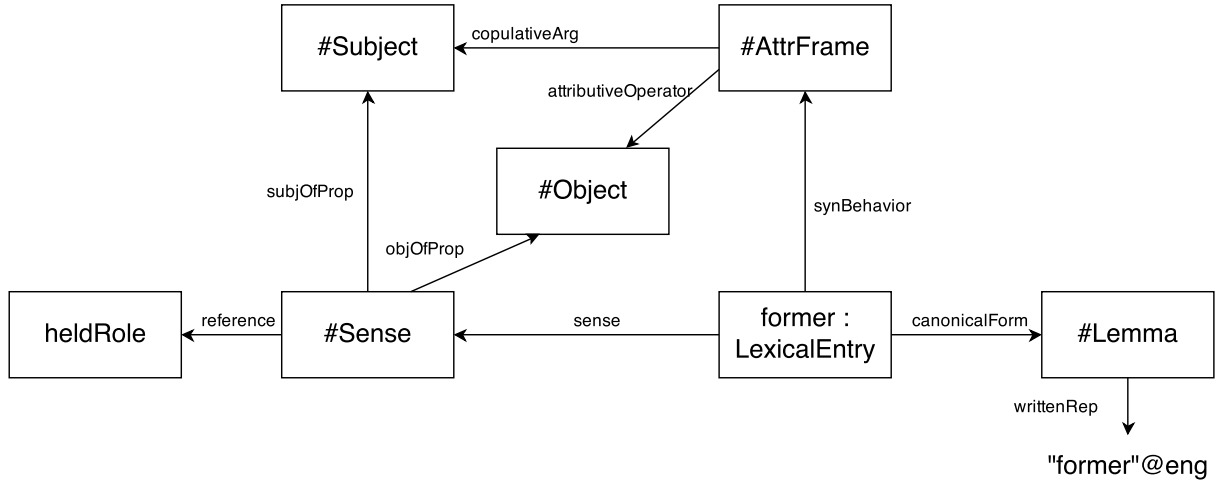 #Subject
copulativeArg
#AttrFrame
attributiveOperator
#Object
subjOfProp
synBehavior
objOfProp
heldRole
reference
#Sense
sense
former :
LexicalEntry
canonicalForm
#Lemma
writtenRep
"former"@eng